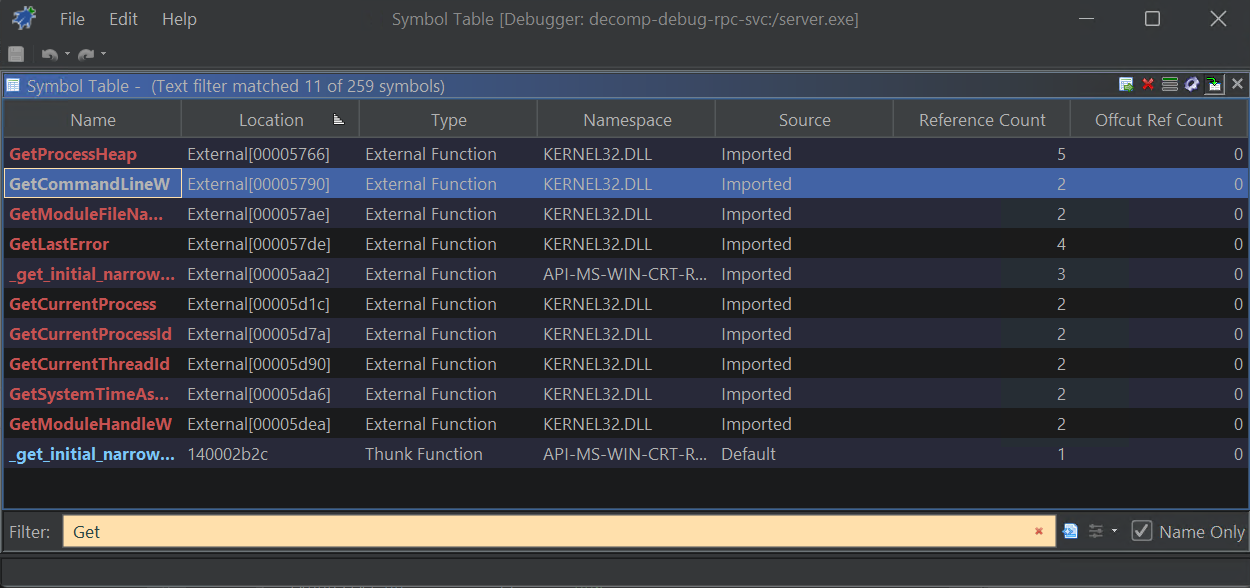 File Edit Help Symbol Table [Debugger: decomp-debug-rpc-svc:/server.exe]
Symbol Table - (Text filter matched 11 of 259 symbols)
Name Location Type Namespace Source Reference Count Offcut Ref Count
GetProcessHeap External[00005766] External Function KERNEL32.DLL Imported 5 0
GetCommandLineW External[00005790] External Function KERNEL32.DLL Imported 2 0
GetModuleFileNa... External[000057ae] External Function KERNEL32.DLL Imported 2 0
GetLastError External[000057de] External Function KERNEL32.DLL Imported 4 0
_get_initial_narrow... External[00005aa2] External Function API-MS-WIN-CRT-R... Imported 3 0
GetCurrentProcess External[00005d1c] External Function KERNEL32.DLL Imported 2 0
GetCurrentProcessId External[00005d7a] External Function KERNEL32.DLL Imported 2 0
GetCurrentThreadId External[00005d90] External Function KERNEL32.DLL Imported 2 0
GetSystemTimeAs... External[00005da6] External Function KERNEL32.DLL Imported 2 0
GetModuleHandleW External[00005dea] External Function KERNEL32.DLL Imported 2 0
_get_initial_narrow... 140002b2c Thunk Function API-MS-WIN-CRT-R... Default 1 0
Filter: Get Name Only